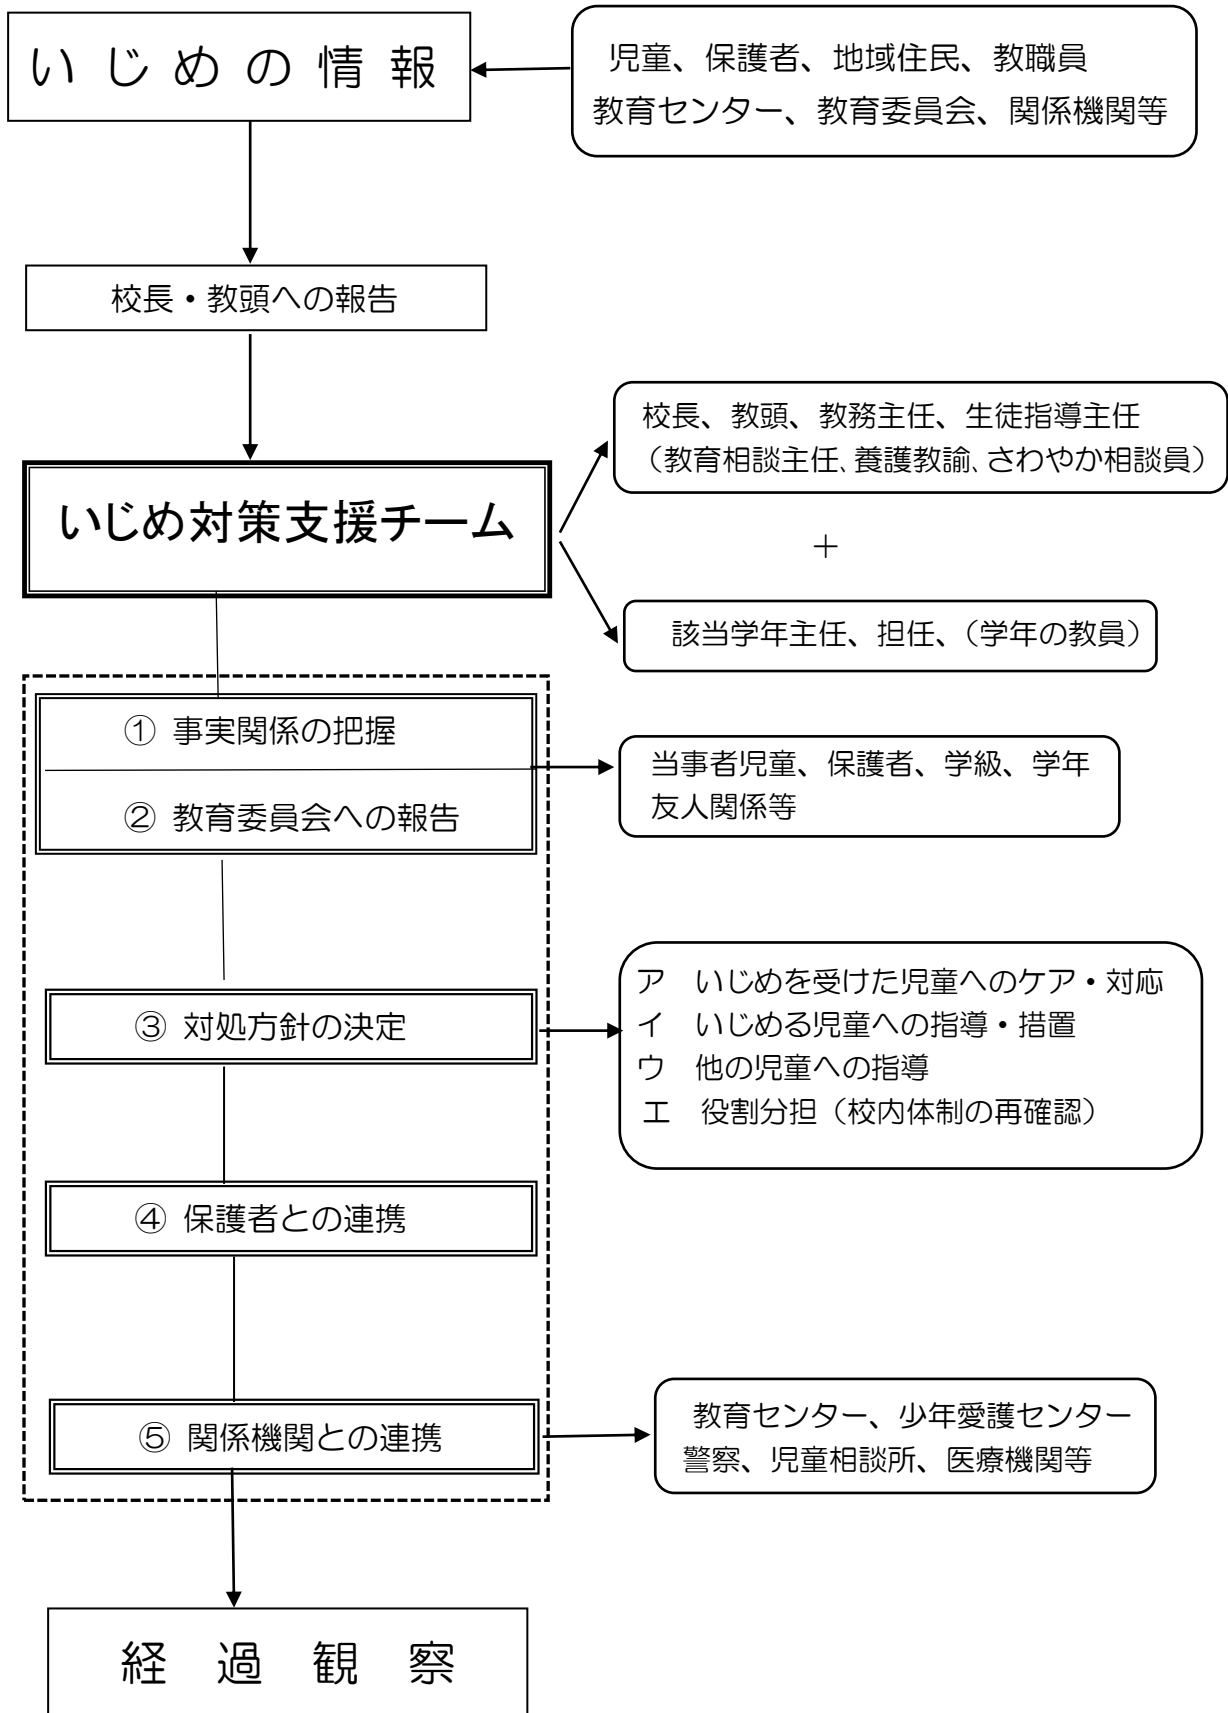 いじめの情報
児童、保護者、地域住民、教職員
教育センター、教育委員会、関係機関等
校長・教頭への報告
校長、教頭、教務主任、生徒指導主任
（教育相談主任、養護教諭、さわやか相談員）
いじめ対策支援チーム
＋
該当学年主任、担任、（学年の教員）
① 事実関係の把握
② 教育委員会への報告
当事者児童、保護者、学級、学年
友人関係等
③ 対処方針の決定
ア　いじめを受けた児童へのケア・対応
イ　いじめる児童への指導・措置
ウ　他の児童への指導
エ　役割分担（校内体制の再確認）
④ 保護者との連携
⑤ 関係機関との連携
教育センター、少年愛護センター
警察、児童相談所、医療機関等
経過観察